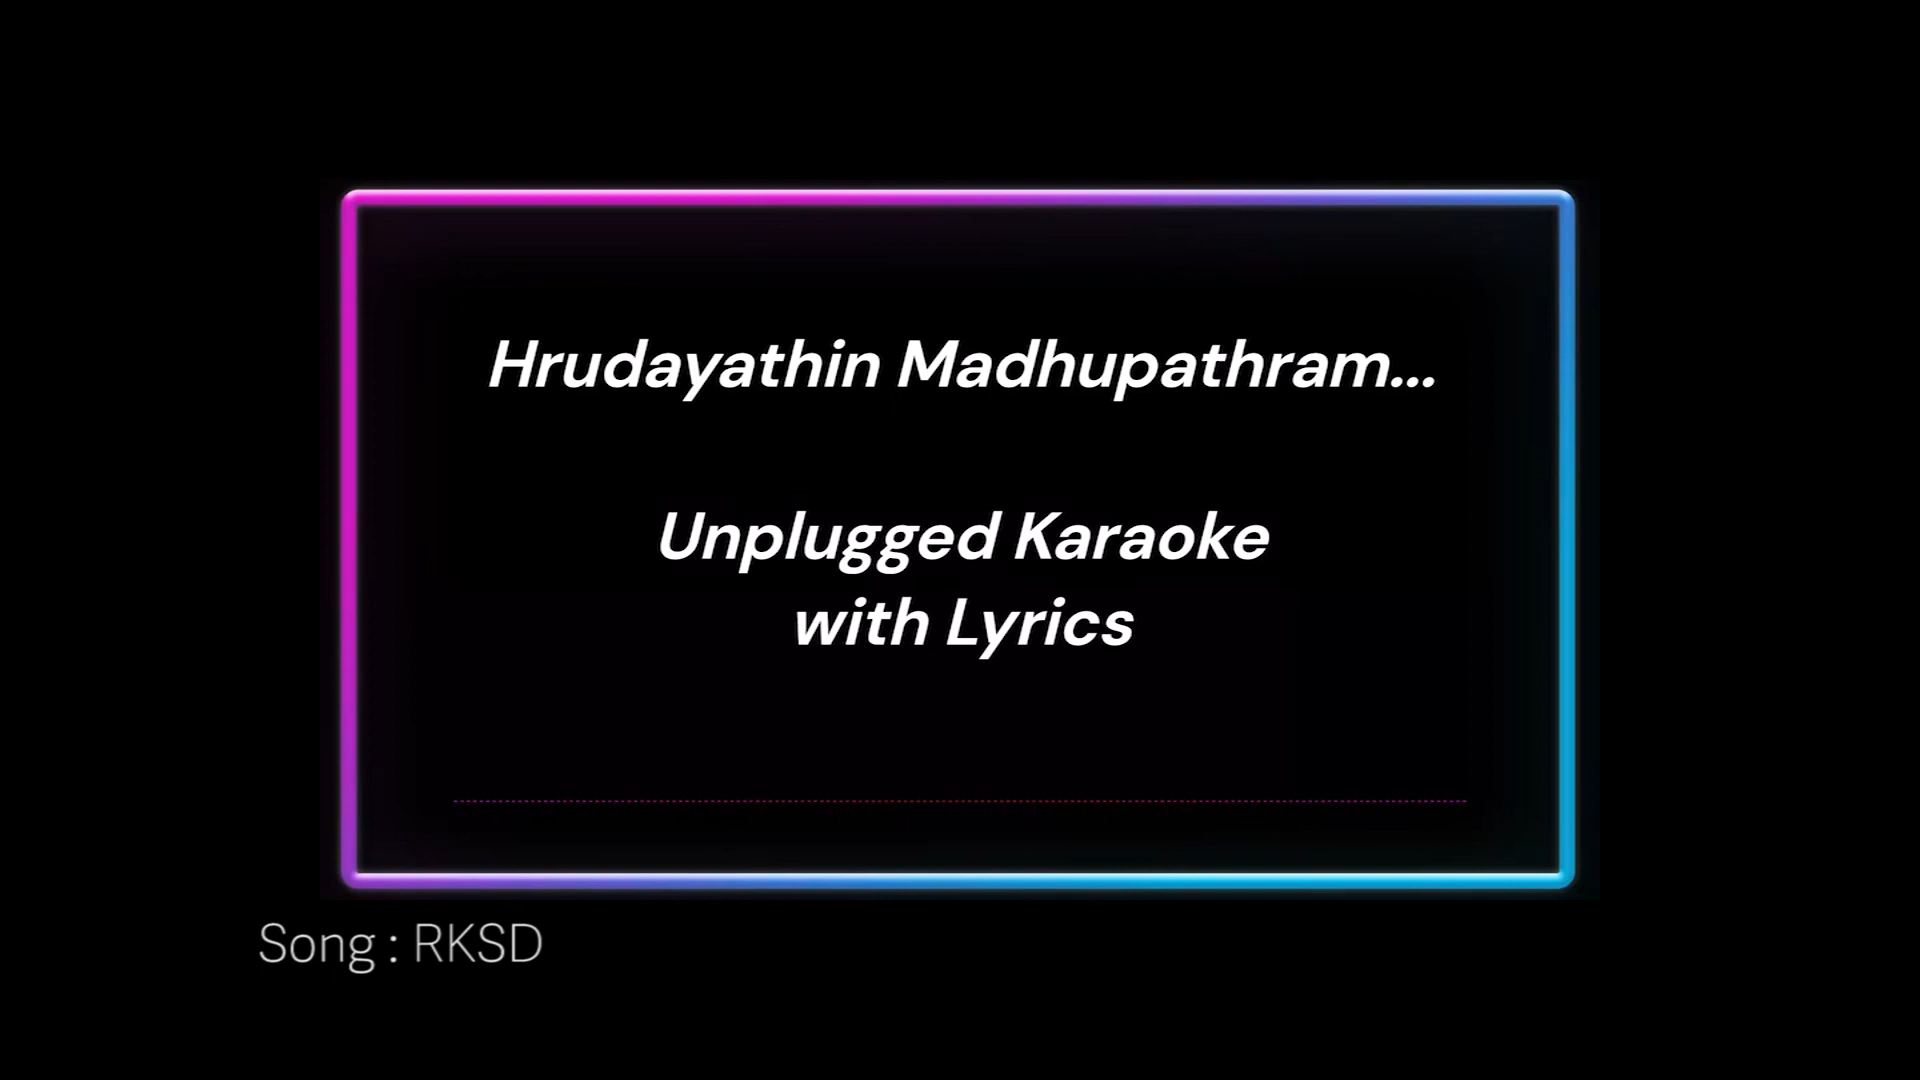 Hrudayathin Madhupathram...
Unplugged Karaoke
with Lyrics
Song : RKSD